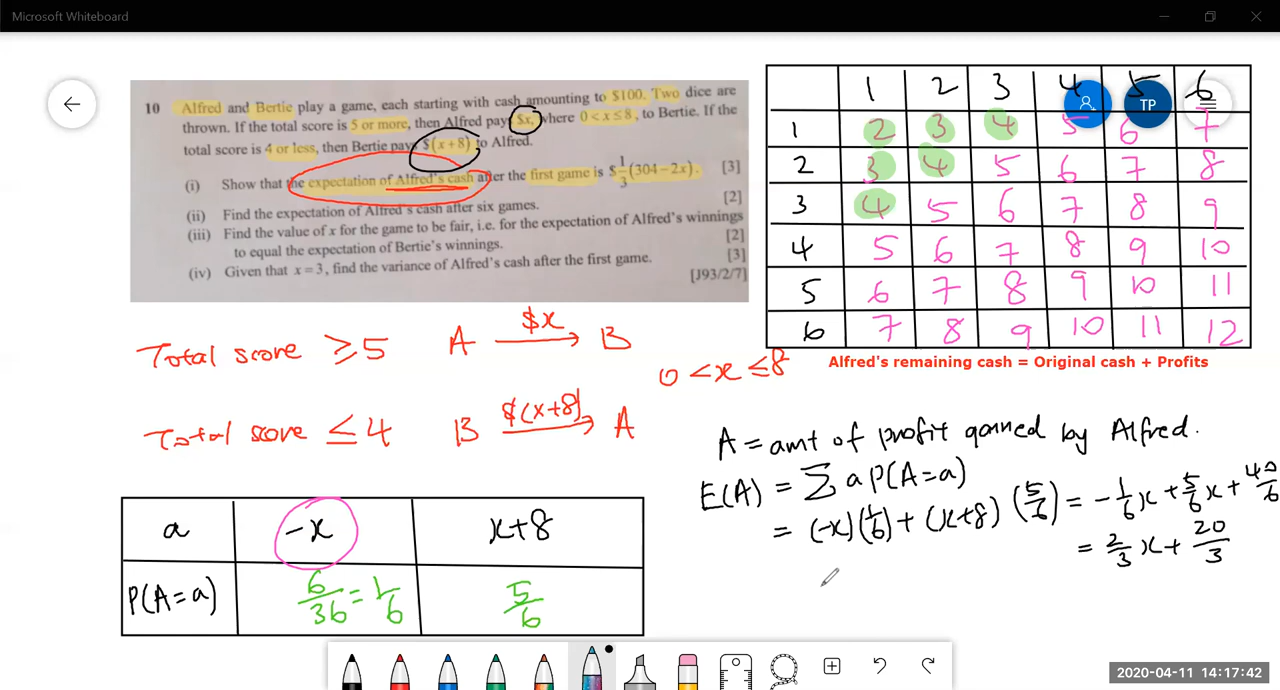 Microsoft Whiteboard
10 Alfred and Bertie play a game, each starting with cash amounting to $100. Two dice are
thrown. If the total score is 5 or more, then Alfred pays $x, where 0 < x ≤ 8, to Bertie. If the
total score is 4 or less, then Bertie pays $(x+8) to Alfred.
(i) Show that the expectation of Alfred's cash after the first game is $1/3(304-2x). [3]
(ii) Find the expectation of Alfred's cash after six games. [2]
(iii) Find the value of x for the game to be fair, i.e. for the expectation of Alfred's winnings
to equal the expectation of Bertie's winnings. [2]
(iv) Given that x = 3, find the variance of Alfred's cash after the first game. [3]
[J93/2/7]
1 2 3 4 5 6
TP
1 2 3 4 5 6 7
2 3 4 5 6 7 8
3 4 5 6 7 8 9
4 5 6 7 8 9 10
5 6 7 8 9 10 11
6 7 8 9 10 11 12
Alfred's remaining cash = Original cash + Profits
Total score ≥5 A $x B
0 < x ≤ 8
Total score ≤4 B $(x+8) A
A = amt of profit gained by Alfred.
E(A) = Σ a P(A=a)
= (-x)(1/6) + (x+8)(5/6) = -1/6x + 5/6x + 40/6
= 2/3 x + 20/3
a -x x+8
P(A=a) 6/36 = 1/6 5/6
2020-04-11 14:17:42